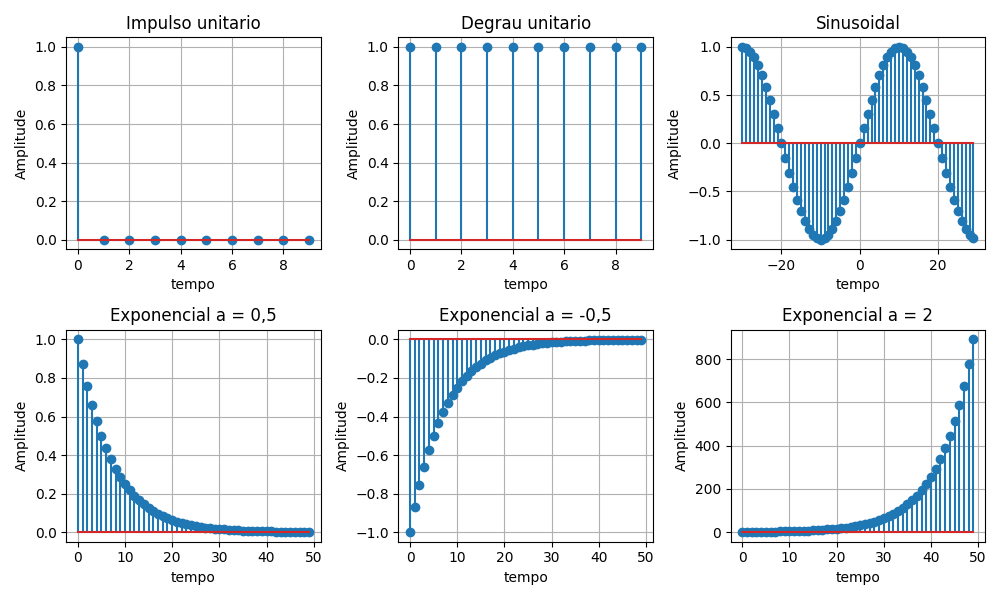 Impulso unitario
Amplitude
1.0
0.8
0.6
0.4
0.2
0.0
0 2 4 6 8
tempo
Degrau unitario
Amplitude
1.0
0.8
0.6
0.4
0.2
0.0
0 2 4 6 8
tempo
Sinusoidal
Amplitude
1.0
0.5
0.0
−0.5
−1.0
−20 0 20
tempo
Exponencial a = 0,5
Amplitude
1.0
0.8
0.6
0.4
0.2
0.0
0 10 20 30 40 50
tempo
Exponencial a = -0,5
Amplitude
0.0
−0.2
−0.4
−0.6
−0.8
−1.0
0 10 20 30 40 50
tempo
Exponencial a = 2
Amplitude
800
600
400
200
0
0 10 20 30 40 50
tempo